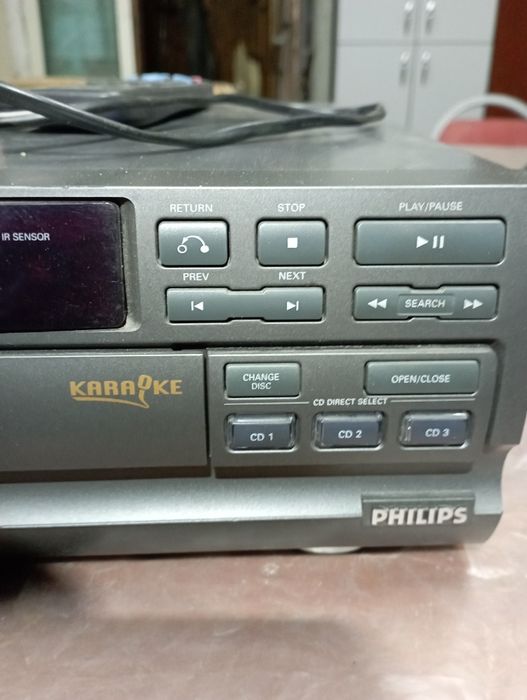 RETURN
STOP
PLAY/PAUSE
IR SENSOR
PREV
NEXT
SEARCH
KARAOKE
CHANGE
DISC
OPEN/CLOSE
CD DIRECT SELECT
CD 1
CD 2
CD 3
PHILIPS